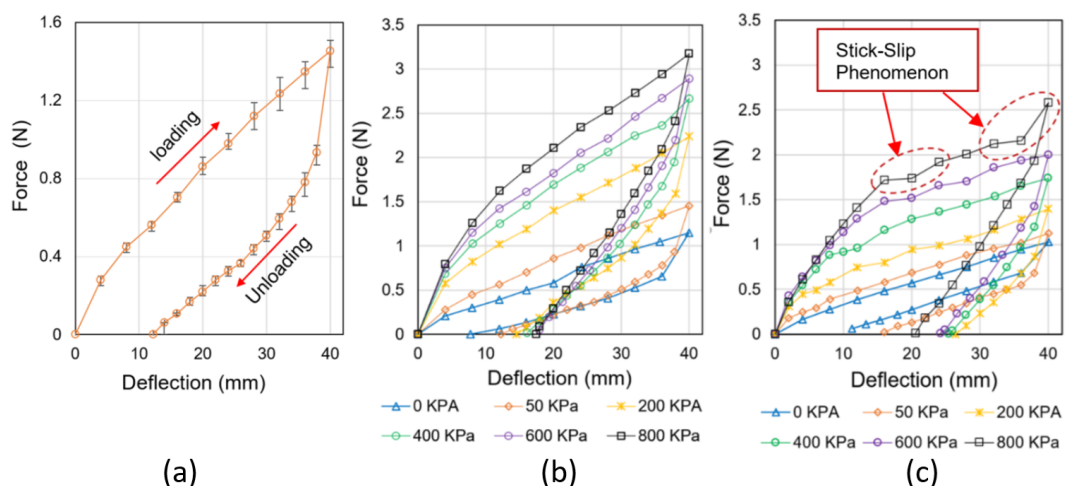 1.6
1.2
0.8
0.4
0
0 10 20 30 40
Force (N)
Deflection (mm)
loading
Unloading
(a)
3.5
3
2.5
2
1.5
1
0.5
0
0 10 20 30 40
Force (N)
Deflection (mm)
0 KPA 50 KPa 200 KPA
400 KPa 600 KPa 800 KPa
(b)
Stick-Slip
Phenomenon
3.5
3
2.5
2
1.5
1
0.5
0
0 10 20 30 40
Force (N)
Deflection (mm)
0 KPA 50 KPa 200 KPA
400 KPa 600 KPa 800 KPa
(c)